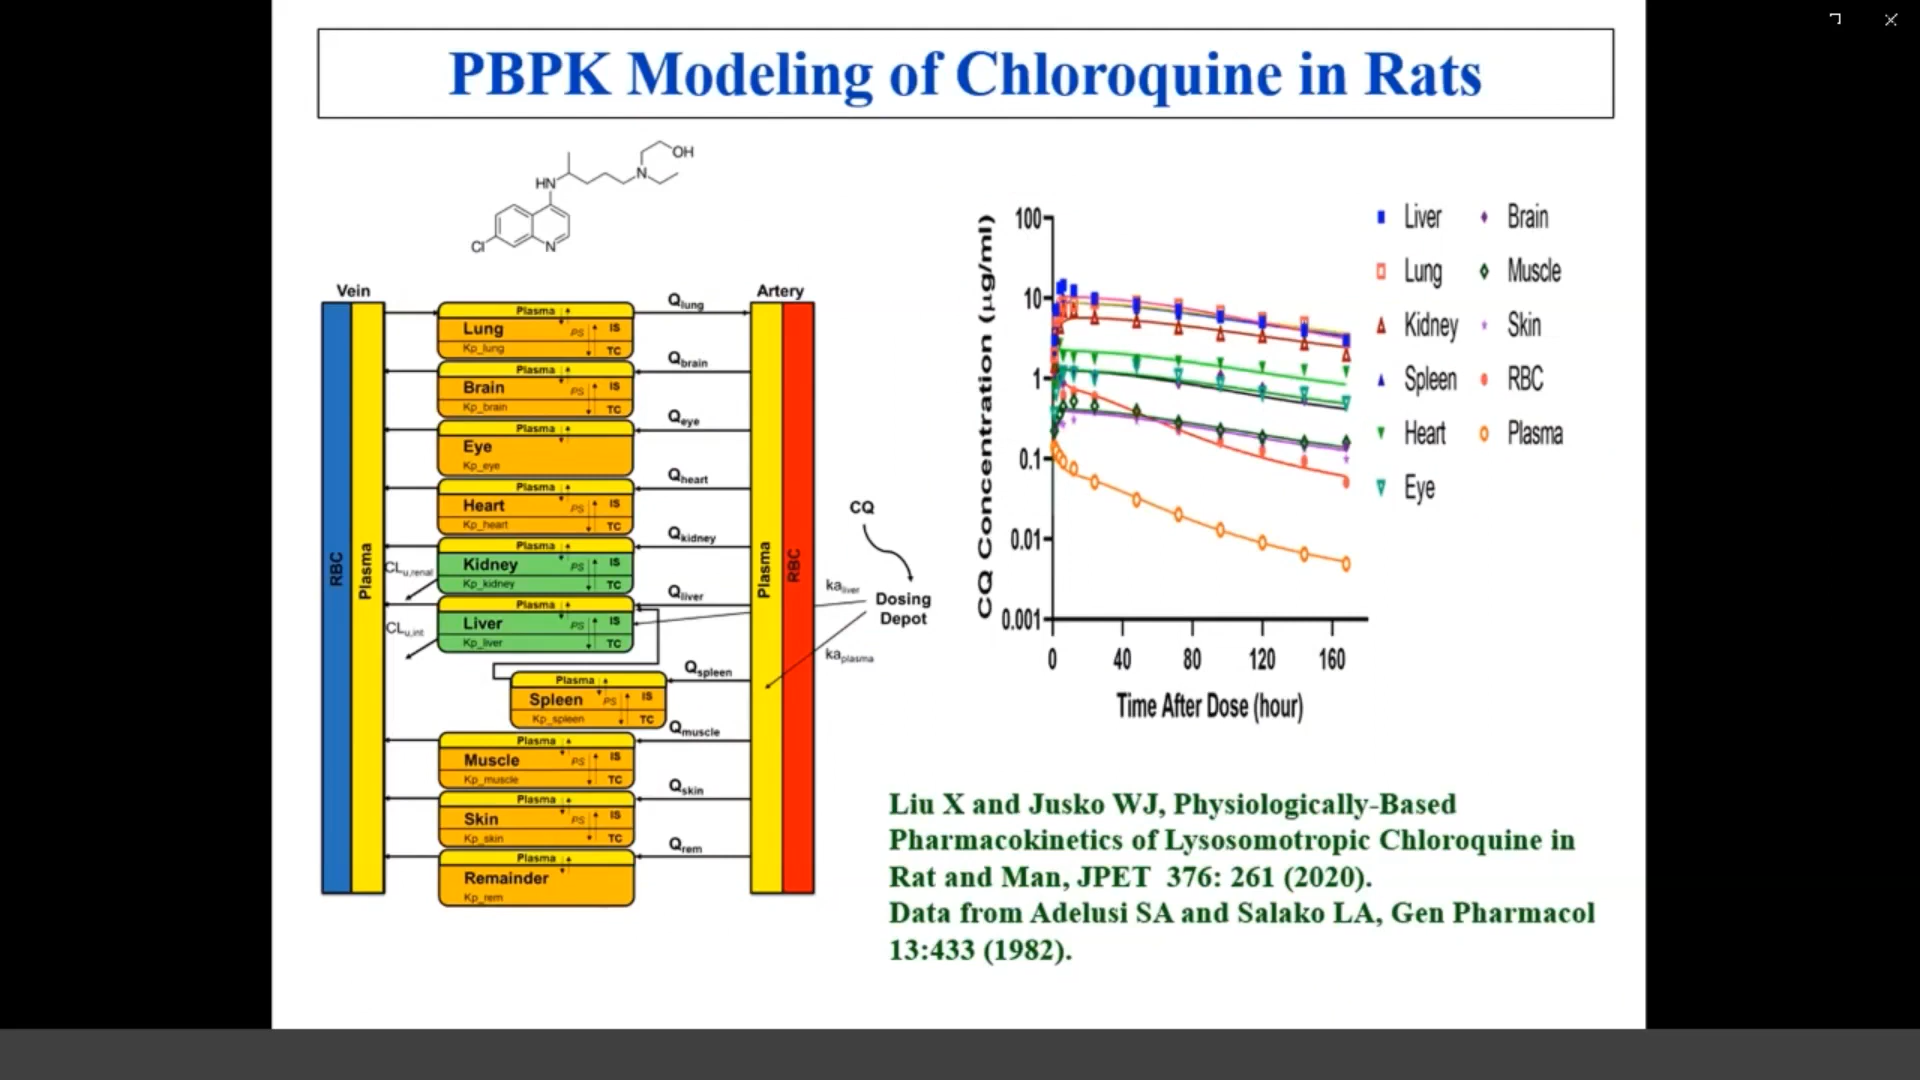 PBPK Modeling of Chloroquine in Rats
OH
HN
N
Cl
N
Vein
Artery
RBC
Plasma
Plasma
RBC
Plasma
Lung
Kp_lung
PS
IS
TC
Qlung
Plasma
Brain
Kp_brain
PS
IS
TC
Qbrain
Plasma
Eye
Kp_eye
Qeye
Plasma
Heart
Kp_heart
PS
IS
TC
Qheart
Plasma
Kidney
Kp_kidney
PS
IS
TC
Qkidney
CLu,renal
Plasma
Liver
Kp_liver
PS
IS
TC
Qliver
CLu,int
Plasma
Spleen
Kp_spleen
PS
IS
TC
Qspleen
Plasma
Muscle
Kp_muscle
PS
IS
TC
Qmuscle
Plasma
Skin
Kp_skin
PS
IS
TC
Qskin
Plasma
Remainder
Kp_rem
Qrem
CQ
kaliver
Dosing
Depot
kaplasma
CQ Concentration (µg/ml)
100
10
1
0.1
0.01
0.001
0 40 80 120 160
Time After Dose (hour)
Liver Brain
Lung Muscle
Kidney Skin
Spleen RBC
Heart Plasma
Eye
Liu X and Jusko WJ, Physiologically-Based
Pharmacokinetics of Lysosomotropic Chloroquine in
Rat and Man, JPET 376: 261 (2020).
Data from Adelusi SA and Salako LA, Gen Pharmacol
13:433 (1982).